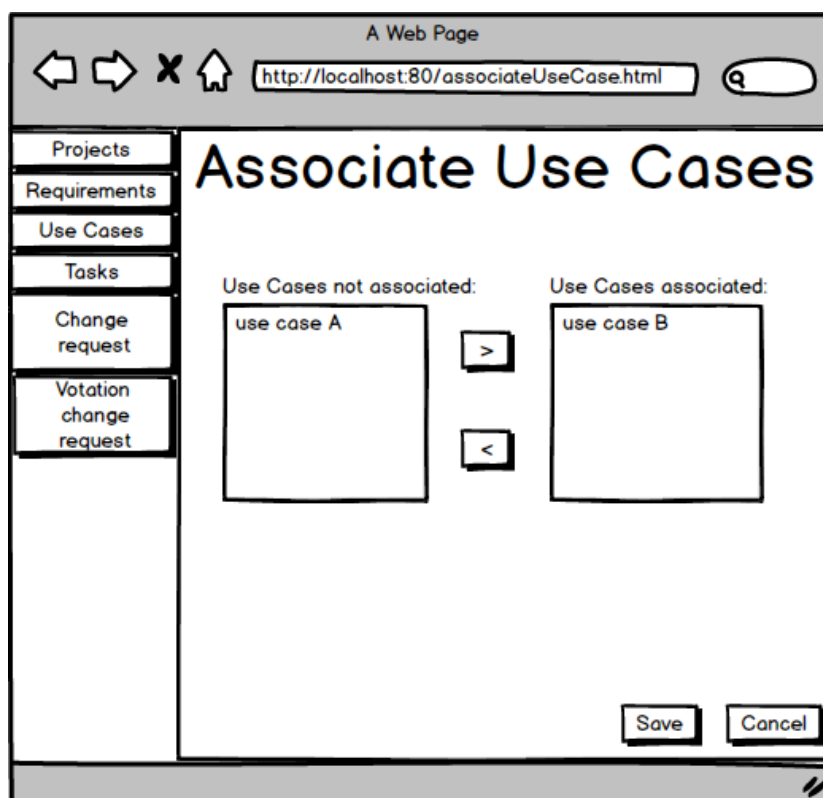 A Web Page
http://localhost:80/associateUseCase.html
Projects
Requirements
Use Cases
Tasks
Change
request
Votation
change
request
Associate Use Cases
Use Cases not associated:
use case A
>
<
Use Cases associated:
use case B
Save
Cancel